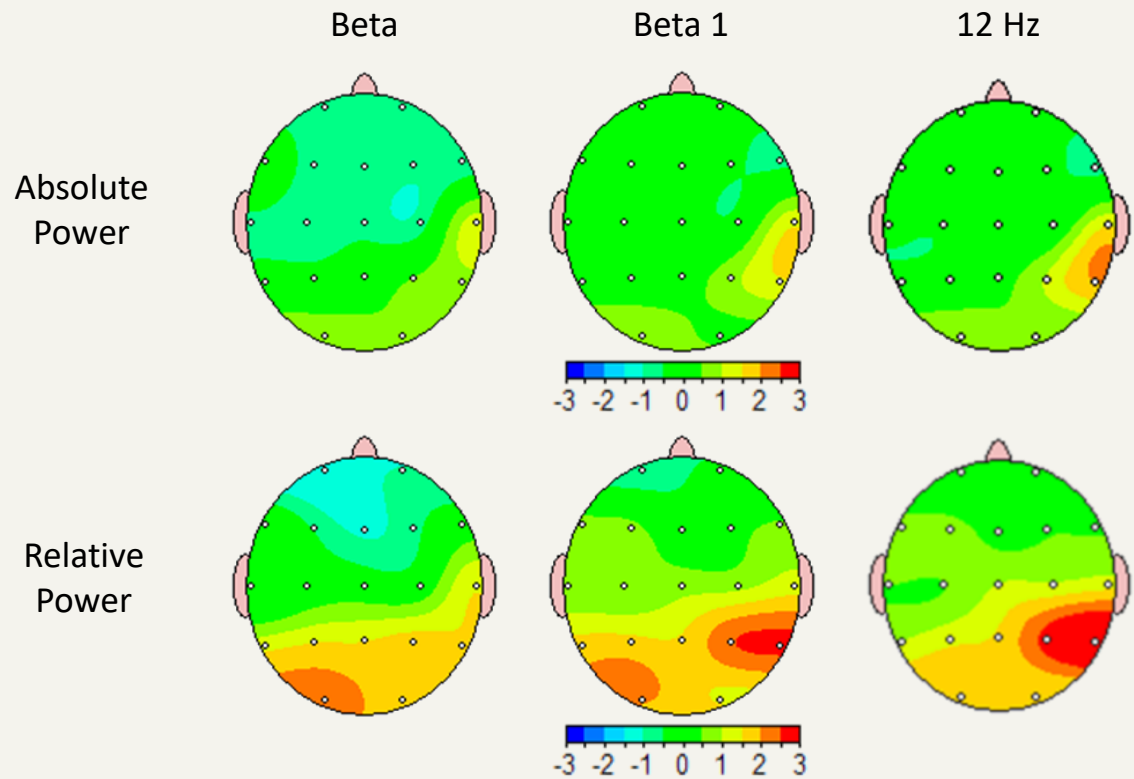 Beta Beta 1 12 Hz
Absolute
Power
-3 -2 -1 0 1 2 3
Relative
Power
-3 -2 -1 0 1 2 3